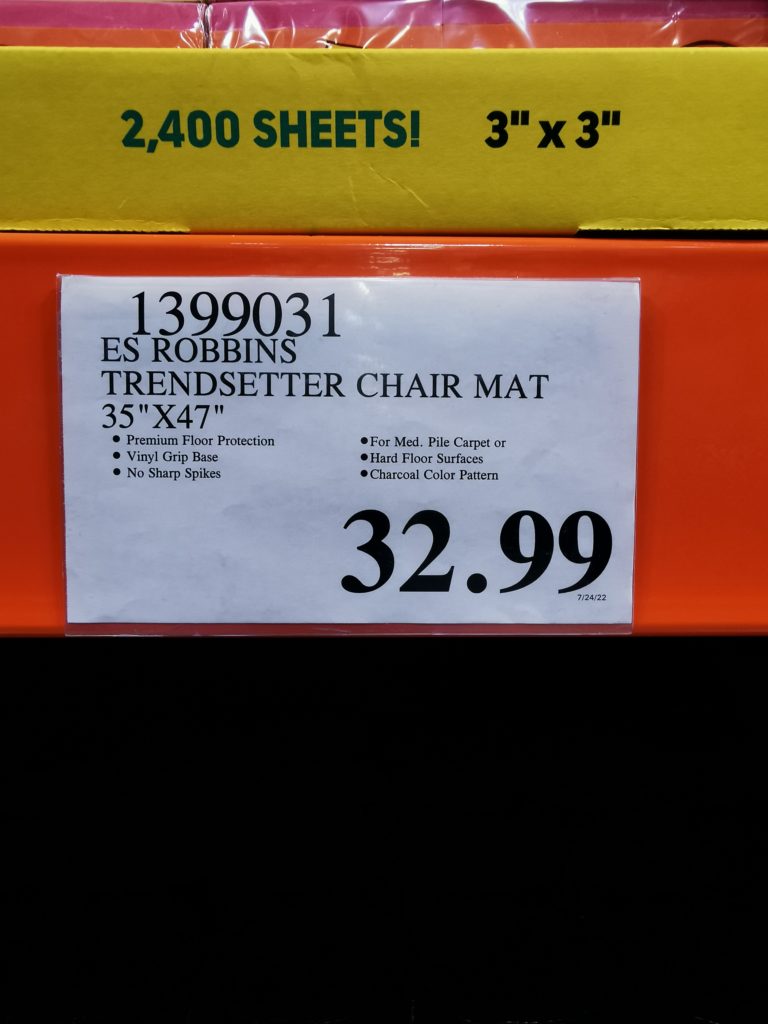 2,400 SHEETS! 3" x 3"
1399031
ES ROBBINS
TRENDSETTER CHAIR MAT
35"X47"
• Premium Floor Protection
• Vinyl Grip Base
• No Sharp Spikes
• For Med. Pile Carpet or
• Hard Floor Surfaces
• Charcoal Color Pattern
32.99
7/24/22